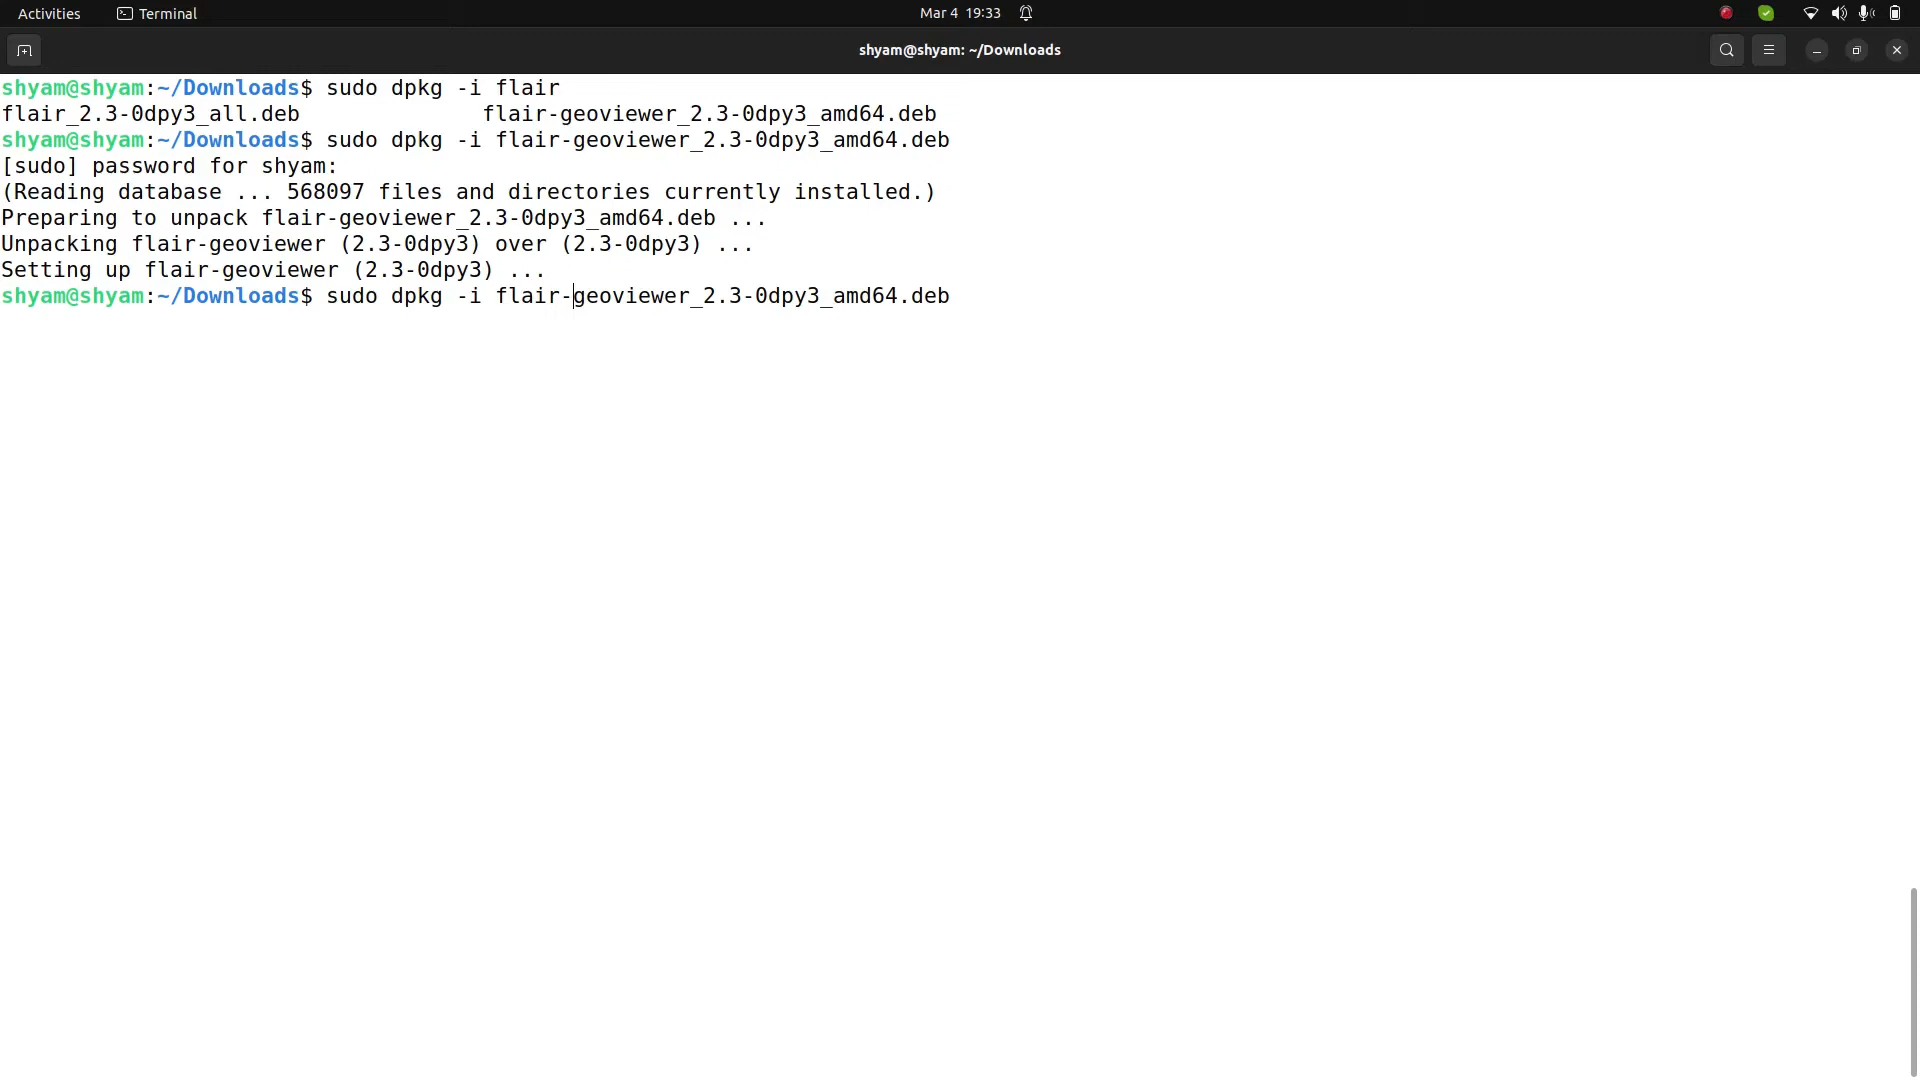 Activities Terminal Mar 4 19:33
shyam@shyam: ~/Downloads
shyam@shyam:~/Downloads$ sudo dpkg -i flair
flair_2.3-0dpy3_all.deb flair-geoviewer_2.3-0dpy3_amd64.deb
shyam@shyam:~/Downloads$ sudo dpkg -i flair-geoviewer_2.3-0dpy3_amd64.deb
[sudo] password for shyam:
(Reading database ... 568097 files and directories currently installed.)
Preparing to unpack flair-geoviewer_2.3-0dpy3_amd64.deb ...
Unpacking flair-geoviewer (2.3-0dpy3) over (2.3-0dpy3) ...
Setting up flair-geoviewer (2.3-0dpy3) ...
shyam@shyam:~/Downloads$ sudo dpkg -i flair-geoviewer_2.3-0dpy3_amd64.deb